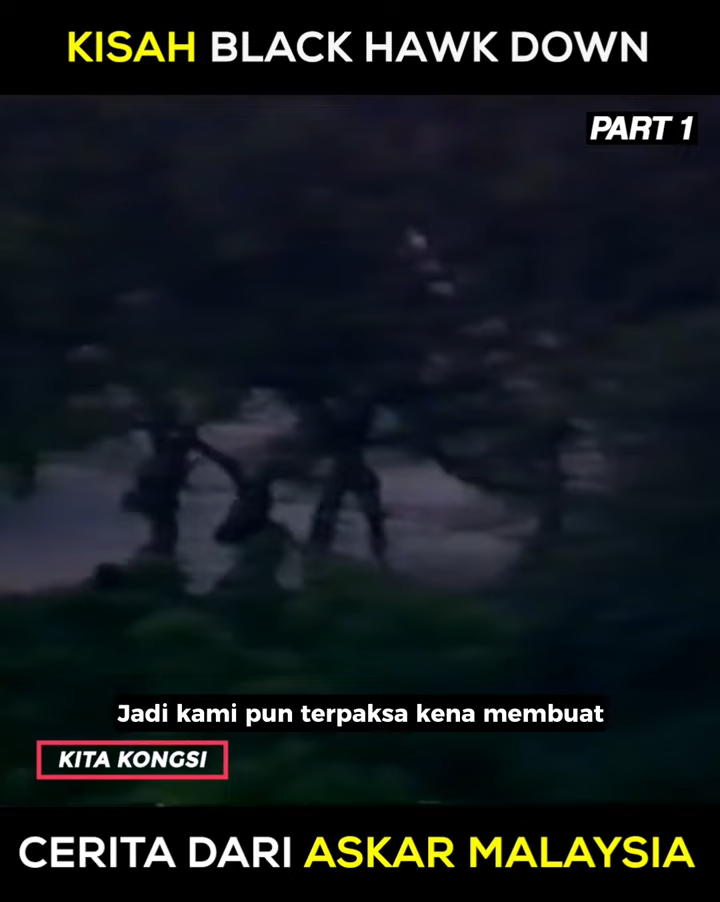 KISAH BLACK HAWK DOWN
PART 1
Jadi kami pun terpaksa kena membuat
KITA KONGSI
CERITA DARI ASKAR MALAYSIA